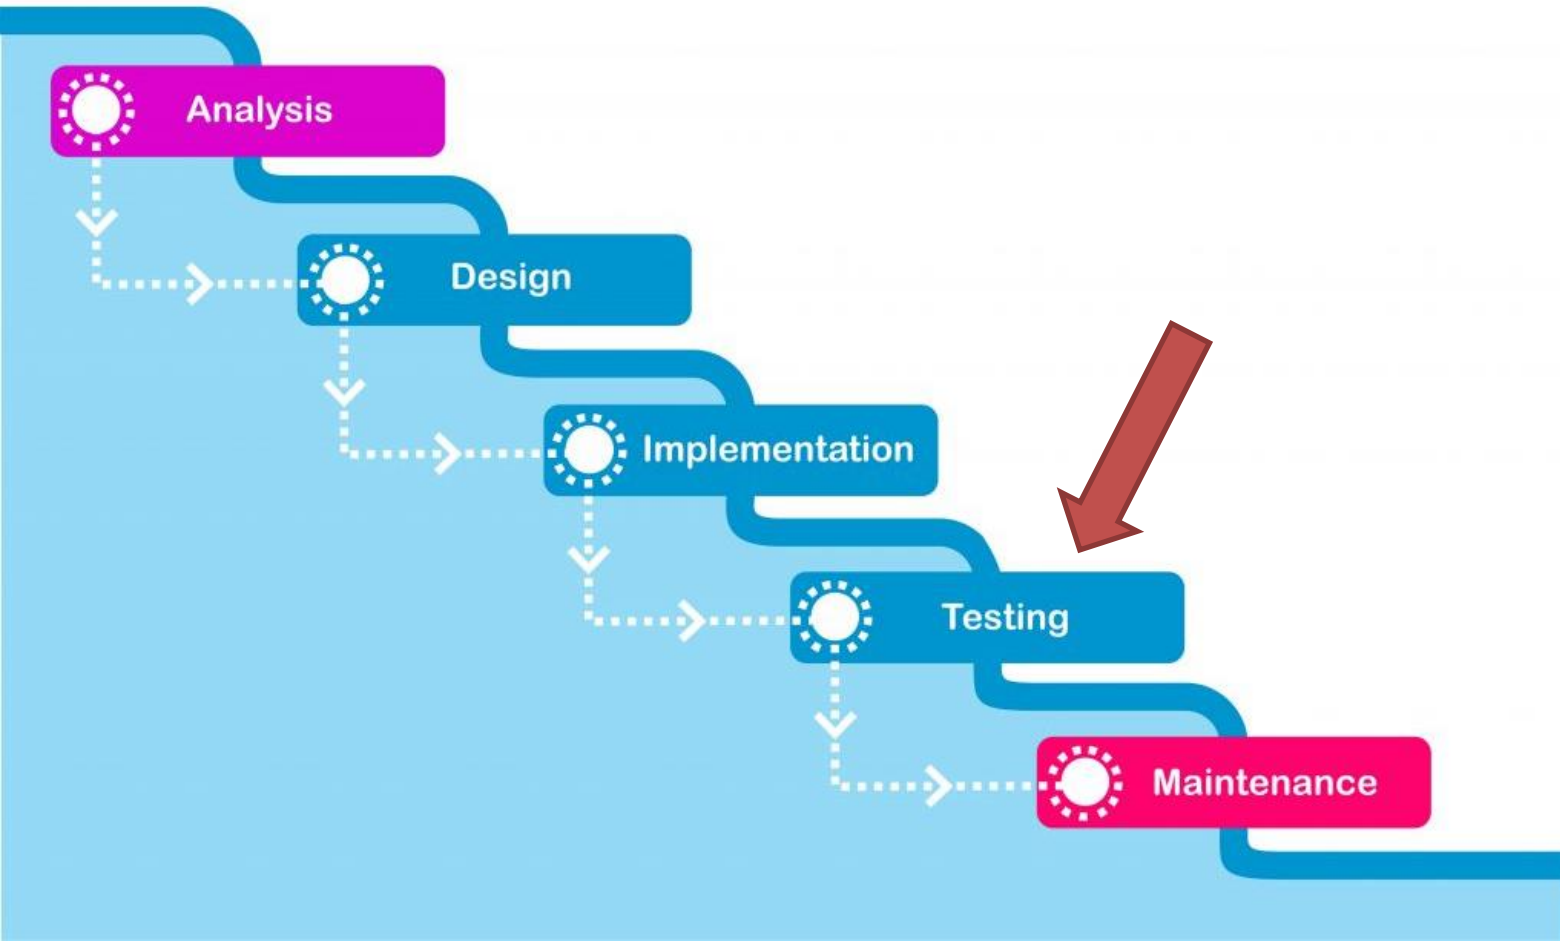 Analysis
Design
Implementation
Testing
Maintenance